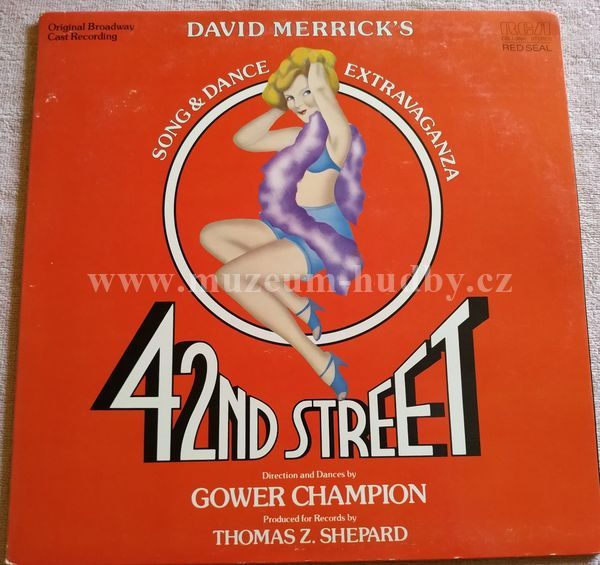 Original Broadway
Cast Recording
DAVID MERRICK'S
RCA
STEREO
RED SEAL
SONG & DANCE
EXTRAVAGANZA
www.muzeum-hudby.cz
42ND STREET
Direction and Dances by
GOWER CHAMPION
Produced for Records by
THOMAS Z. SHEPARD